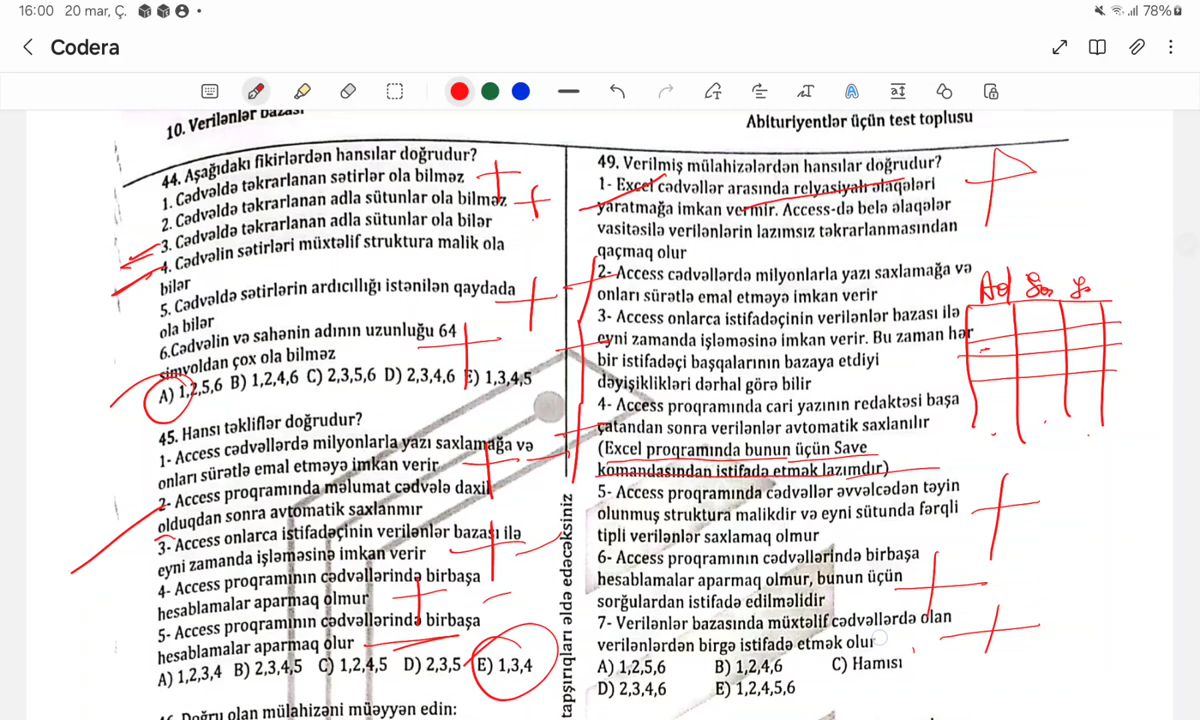 16:00 20 mar, Ç.
78%
Codera
10. Verilənlər bazası
Abituriyentlər üçün test toplusu
44. Aşağıdakı fikirlərdən hansılar doğrudur?
1. Cədvəldə təkrarlanan sətirlər ola bilməz
2. Cədvəldə təkrarlanan adla sütunlar ola bilməz
3. Cədvəldə təkrarlanan adla sütunlar ola bilər
4. Cədvəlin sətirləri müxtəlif struktura malik ola
bilər
5. Cədvəldə sətirlərin ardıcıllığı istənilən qaydada
ola bilər
6.Cədvəlin və sahənin adının uzunluğu 64
simvoldan çox ola bilməz
A) 1,2,5,6 B) 1,2,4,6 C) 2,3,5,6 D) 2,3,4,6 E) 1,3,4,5
45. Hansı təkliflər doğrudur?
1- Access cədvəllərdə milyonlarla yazı saxlamağa və
onları sürətlə emal etməyə imkan verir
2- Access proqramında məlumat cədvələ daxil
olduqdan sonra avtomatik saxlanmır
3- Access onlarca istifadəçinin verilənlər bazası ilə
eyni zamanda işləməsinə imkan verir
4- Access proqramının cədvəllərində birbaşa
hesablamalar aparmaq olmur
5- Access proqramının cədvəllərində birbaşa
hesablamalar aparmaq olur
A) 1,2,3,4 B) 2,3,4,5 C) 1,2,4,5 D) 2,3,5 E) 1,3,4
46. Doğru olan mülahizəni müəyyən edin:
tapşırıqları əldə edəcəksiniz
49. Verilmiş mülahizələrdən hansılar doğrudur?
1- Excel cədvəllər arasında relyasiyalı əlaqələri
yaratmağa imkan vermir. Access-də belə əlaqələr
vasitəsilə verilənlərin lazımsız təkrarlanmasından
qaçmaq olur
2- Access cədvəllərdə milyonlarla yazı saxlamağa və
onları sürətlə emal etməyə imkan verir
3- Access onlarca istifadəçinin verilənlər bazası ilə
eyni zamanda işləməsinə imkan verir. Bu zaman hər
bir istifadəçi başqalarının bazaya etdiyi
dəyişiklikləri dərhal görə bilir
4- Access proqramında cari yazının redaktəsi başa
çatandan sonra verilənlər avtomatik saxlanılır
(Excel proqramında bunun üçün Save
komandasından istifadə etmək lazımdır)
5- Access proqramında cədvəllər əvvəlcədən təyin
olunmuş struktura malikdir və eyni sütunda fərqli
tipli verilənlər saxlamaq olmur
6- Access proqramının cədvəllərində birbaşa
hesablamalar aparmaq olmur, bunun üçün
sorğulardan istifadə edilməlidir
7- Verilənlər bazasında müxtəlif cədvəllərdə olan
verilənlərdən birgə istifadə etmək olur
A) 1,2,5,6 B) 1,2,4,6 C) Hamısı
D) 2,3,4,6 E) 1,2,4,5,6
Ad